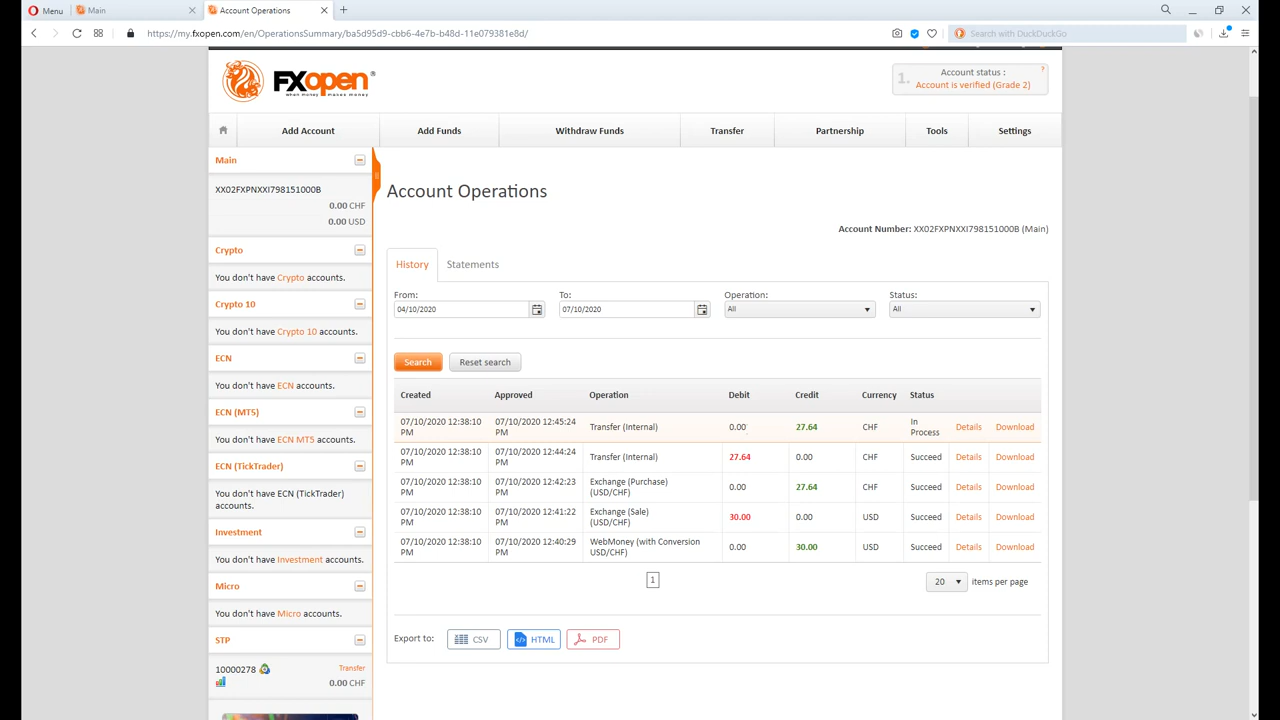 Menu
Main
Account Operations
https://my.fxopen.com/en/OperationsSummary/ba5d95d9-cbb6-4e7b-b48d-11e079381e8d/
Search with DuckDuckGo
FXopen®
when money makes money
1.
Account status :
Account is verified (Grade 2)
?
Add Account
Add Funds
Withdraw Funds
Transfer
Partnership
Tools
Settings
Main
XX02FXPNXXI798151000B
0.00 CHF
0.00 USD
Crypto
You don't have Crypto accounts.
Crypto 10
You don't have Crypto 10 accounts.
ECN
You don't have ECN accounts.
ECN (MT5)
You don't have ECN MT5 accounts.
ECN (TickTrader)
You don't have ECN (TickTrader)
accounts.
Investment
You don't have Investment accounts.
Micro
You don't have Micro accounts.
STP
10000278
Transfer
0.00 CHF
Account Operations
Account Number: XX02FXPNXXI798151000B (Main)
History
Statements
From:
To:
Operation:
Status:
04/10/2020
07/10/2020
All
All
Search
Reset search
Created Approved Operation Debit Credit Currency Status
07/10/2020 12:38:10 07/10/2020 12:45:24 Transfer (Internal) 0.00 27.64 CHF In Details Download
PM PM Process
07/10/2020 12:38:10 07/10/2020 12:44:24 Transfer (Internal) 27.64 0.00 CHF Succeed Details Download
PM PM
07/10/2020 12:38:10 07/10/2020 12:42:23 Exchange (Purchase) 0.00 27.64 CHF Succeed Details Download
PM PM (USD/CHF)
07/10/2020 12:38:10 07/10/2020 12:41:22 Exchange (Sale) 30.00 0.00 USD Succeed Details Download
PM PM (USD/CHF)
07/10/2020 12:38:10 07/10/2020 12:40:29 WebMoney (with Conversion 0.00 30.00 USD Succeed Details Download
PM PM USD/CHF)
1
20
items per page
Export to:
CSV
HTML
PDF